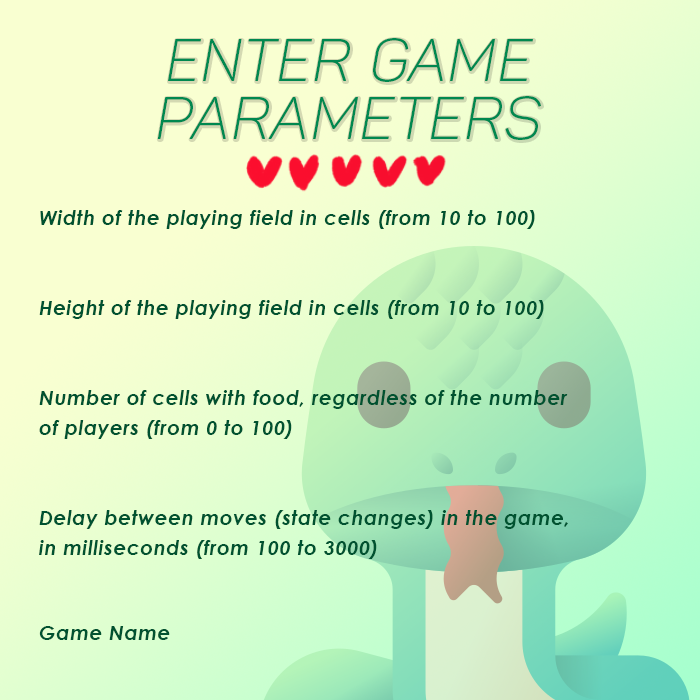 ENTER GAME
PARAMETERS
Width of the playing field in cells (from 10 to 100)
Height of the playing field in cells (from 10 to 100)
Number of cells with food, regardless of the number
of players (from 0 to 100)
Delay between moves (state changes) in the game,
in milliseconds (from 100 to 3000)
Game Name